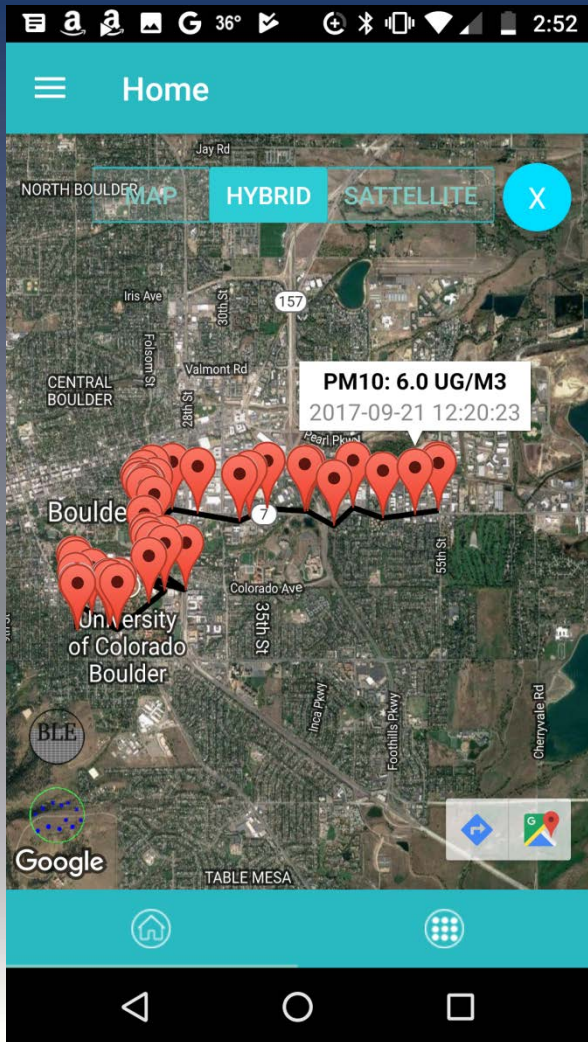 36° 2:52
Home
Jay Rd
NORTH BOULDER
MAP HYBRID SATTELLITE X
Iris Ave
30th St
157
Folsom St
Valmont Rd
28th St
CENTRAL
BOULDER
PM10: 6.0 UG/M3
2017-09-21 12:20:23
Pearl Pkwy
Boulde
7
55th St
Colorado Ave
35th St
University
of Colorado
Boulder
Inca Pkwy
Foothills Pkwy
Cherryvale Rd
BLE
Google
TABLE MESA